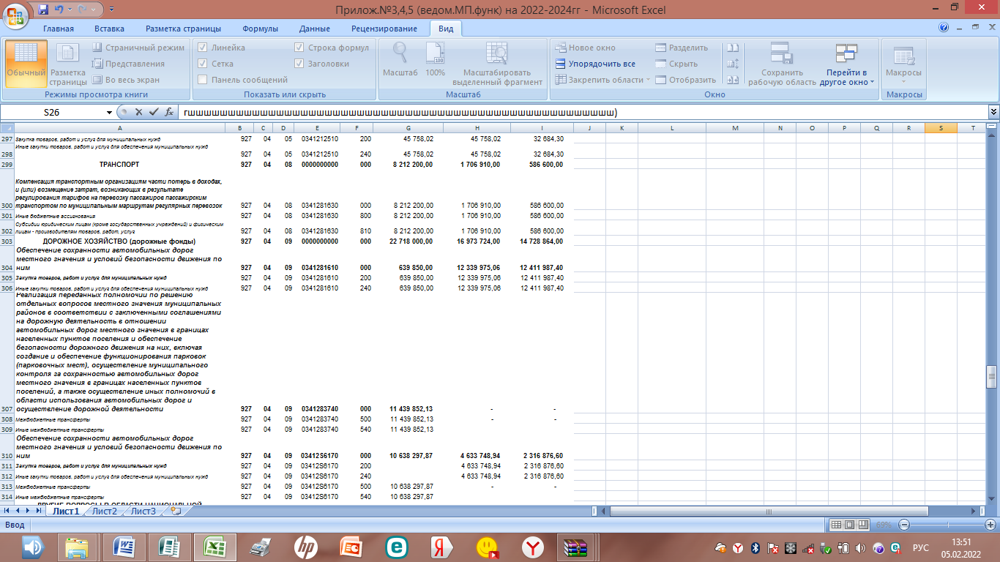 Прилож.№3,4,5 (ведом.МП.функ) на 2022-2024гг - Microsoft Excel
Главная Вставка Разметка страницы Формулы Данные Рецензирование Вид
Обычный Разметка страницы Страничный режим Представления Во весь экран
Режимы просмотра книги
Линейка Строка формул
Сетка Заголовки
Панель сообщений
Показать или скрыть
Масштаб 100% Масштабировать выделенный фрагмент
Масштаб
Новое окно Разделить
Упорядочить все Скрыть
Закрепить области Отобразить
Сохранить рабочую область Перейти в другое окно
Окно
Макросы
Макросы
S26 fx
A B C D E F G H I J K L M N O P Q R S T
297 Закупка товаров, работ и услуг для муниципальных нужд 927 04 05 0341212510 200 45 758,02 45 758,02 32 684,30
Иные закупки товаров, работ и услуг для обеспечения муниципальных нужд
298 927 04 05 0341212510 240 45 758,02 45 758,02 32 684,30
299 ТРАНСПОРТ 927 04 08 0000000000 000 8 212 200,00 1 706 910,00 586 600,00
Компенсация транспортным организациям части потерь в доходах,
и (или) возмещение затрат, возникающих в результате
регулирования тарифов на перевозку пассажиров пассажирским
300 транспортом по муниципальным маршрутам регулярных перевозок 927 04 08 0341281630 000 8 212 200,00 1 706 910,00 586 600,00
301 Иные бюджетные ассигнования 927 04 08 0341281630 800 8 212 200,00 1 706 910,00 586 600,00
Субсидии юридическим лицам (кроме государственных учреждений) и физическим
302 лицам - производителям товаров, работ, услуг 927 04 08 0341281630 810 8 212 200,00 1 706 910,00 586 600,00
303 ДОРОЖНОЕ ХОЗЯЙСТВО (дорожные фонды) 927 04 09 0000000000 000 22 718 000,00 16 973 724,00 14 728 864,00
Обеспечение сохранности автомобильных дорог
местного значения и условий безопасности движения по
304 ним 927 04 09 0341281610 000 639 850,00 12 339 975,06 12 411 987,40
305 Закупка товаров, работ и услуг для муниципальных нужд 927 04 09 0341281610 200 639 850,00 12 339 975,06 12 411 987,40
306 Иные закупки товаров, работ и услуг для обеспечения муниципальных нужд 927 04 09 0341281610 240 639 850,00 12 339 975,06 12 411 987,40
Реализация переданных полномочии по решению
отдельных вопросов местного значения муниципальных
районов в соответствии с заключенными соглашениями
на дорожную деятельность в отношении
автомобильных дорог местного значения в границах
населенных пунктов поселения и обеспечение
безопасности дорожного движения на них, включая
создание и обеспечение функционирования парковок
(парковочных мест), осуществление муниципального
контроля за сохранностью автомобильных дорог
местного значения в границах населенных пунктов
поселений, а также осуществление иных полномочий в
области использования автомобильных дорог и
307 осуществление дорожной деятельности 927 04 09 0341283740 000 11 439 852,13 - -
308 Межбюджетные трансферты 927 04 09 0341283740 500 11 439 852,13 - -
309 Иные межбюджетные трансферты 927 04 09 0341283740 540 11 439 852,13
Обеспечение сохранности автомобильных дорог
местного значения и условий безопасности движения по
310 ним 927 04 09 03412S6170 000 10 638 297,87 4 633 748,94 2 316 876,60
311 Закупка товаров, работ и услуг для муниципальных нужд 927 04 09 03412S6170 200 4 633 748,94 2 316 876,60
312 Иные закупки товаров, работ и услуг для обеспечения муниципальных нужд 927 04 09 03412S6170 240 4 633 748,94 2 316 876,60
313 Межбюджетные трансферты 927 04 09 03412S6170 500 10 638 297,87 - -
314 Иные межбюджетные трансферты 927 04 09 03412S6170 540 10 638 297,87
Лист1 Лист2 Лист3
Ввод 69%
РУС 13:51
05.02.2022